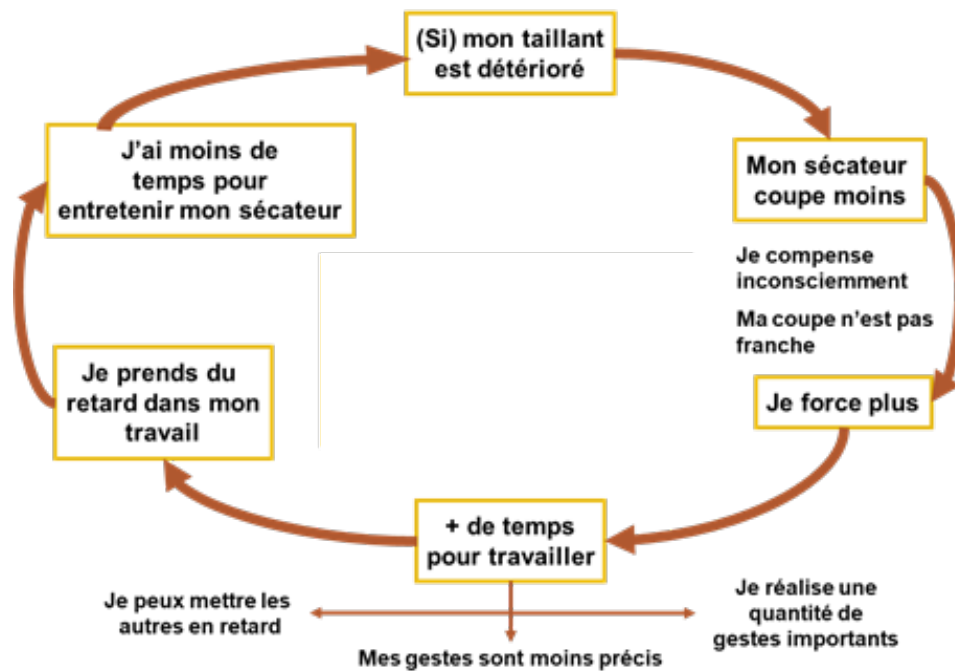 (Si) mon taillant
est détérioré
Mon sécateur
coupe moins
Je compense
inconsciemment
Ma coupe n'est pas
franche
Je force plus
+ de temps
pour travailler
Je peux mettre les
autres en retard
Mes gestes sont moins précis
Je réalise une
quantité de
gestes importants
Je prends du
retard dans mon
travail
J'ai moins de
temps pour
entretenir mon sécateur